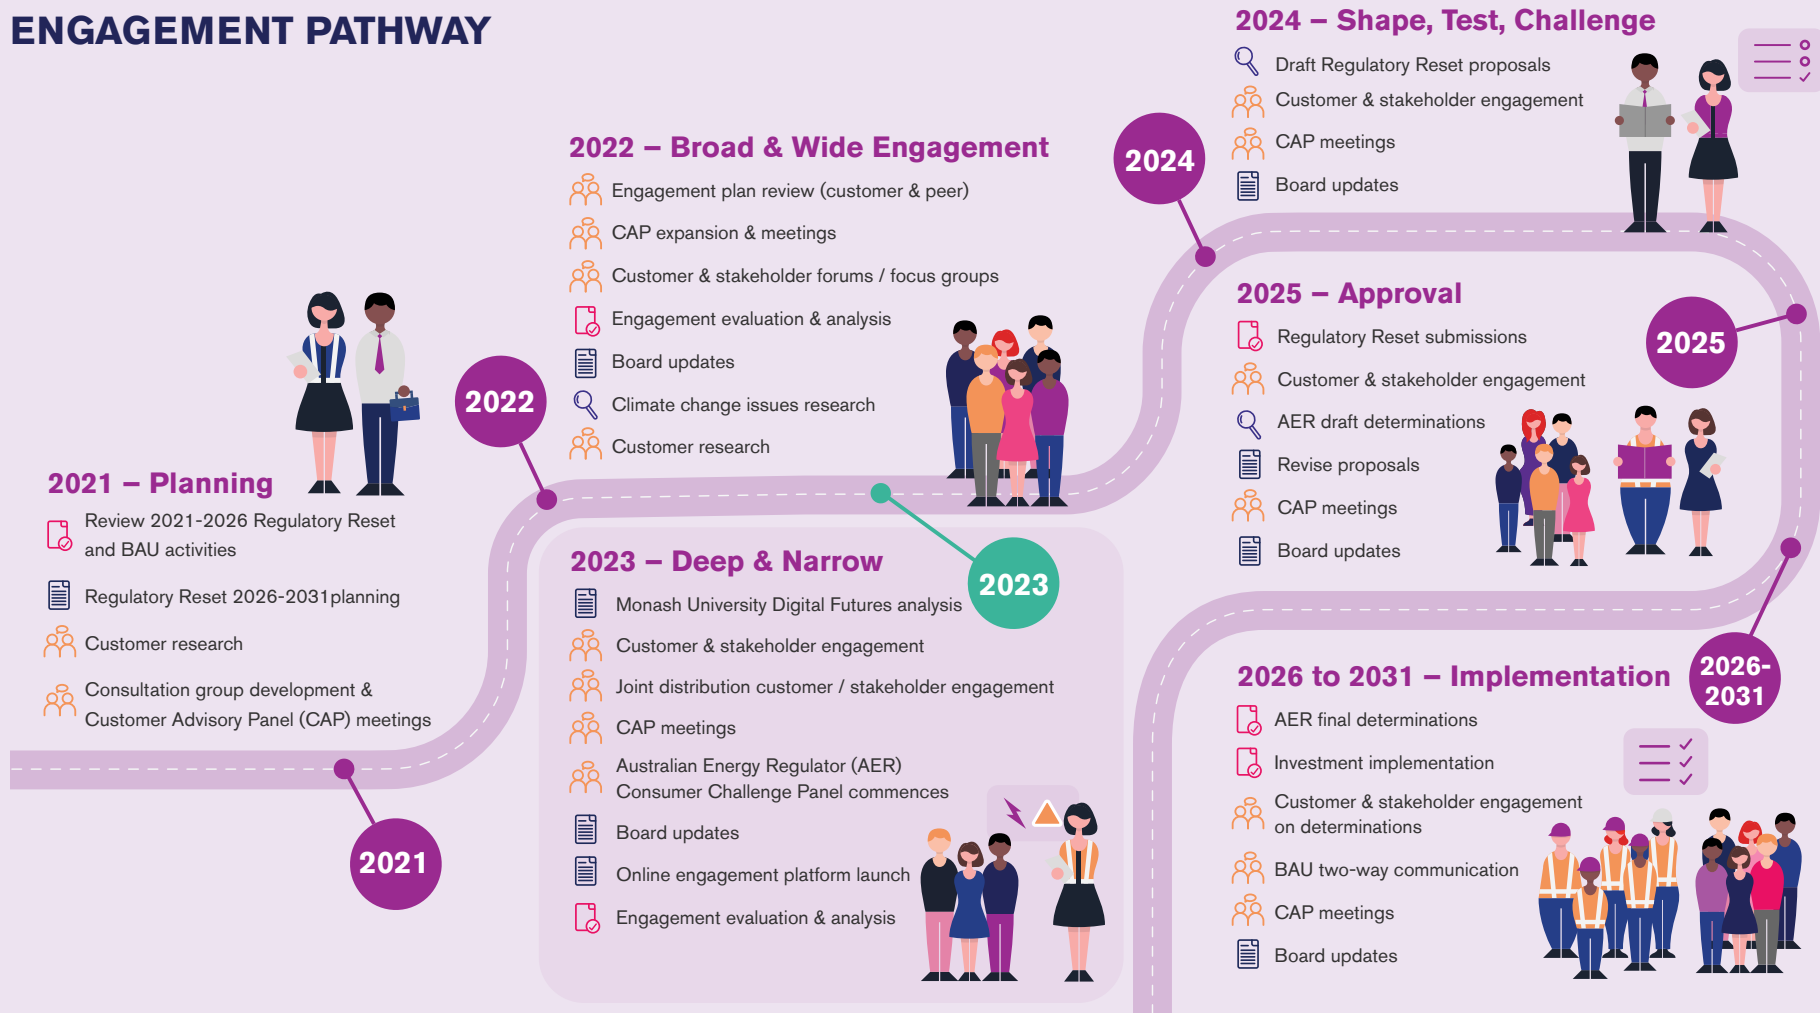 ENGAGEMENT PATHWAY
2021 – Planning
Review 2021-2026 Regulatory Reset
and BAU activities
Regulatory Reset 2026-2031planning
Customer research
Consultation group development &
Customer Advisory Panel (CAP) meetings
2021
2022
2022 – Broad & Wide Engagement
Engagement plan review (customer & peer)
CAP expansion & meetings
Customer & stakeholder forums / focus groups
Engagement evaluation & analysis
Board updates
Climate change issues research
Customer research
2023 – Deep & Narrow
2023
Monash University Digital Futures analysis
Customer & stakeholder engagement
Joint distribution customer / stakeholder engagement
CAP meetings
Australian Energy Regulator (AER)
Consumer Challenge Panel commences
Board updates
Online engagement platform launch
Engagement evaluation & analysis
2024
2024 – Shape, Test, Challenge
Draft Regulatory Reset proposals
Customer & stakeholder engagement
CAP meetings
Board updates
2025 – Approval
2025
Regulatory Reset submissions
Customer & stakeholder engagement
AER draft determinations
Revise proposals
CAP meetings
Board updates
2026 to 2031 – Implementation
2026-
2031
AER final determinations
Investment implementation
Customer & stakeholder engagement
on determinations
BAU two-way communication
CAP meetings
Board updates